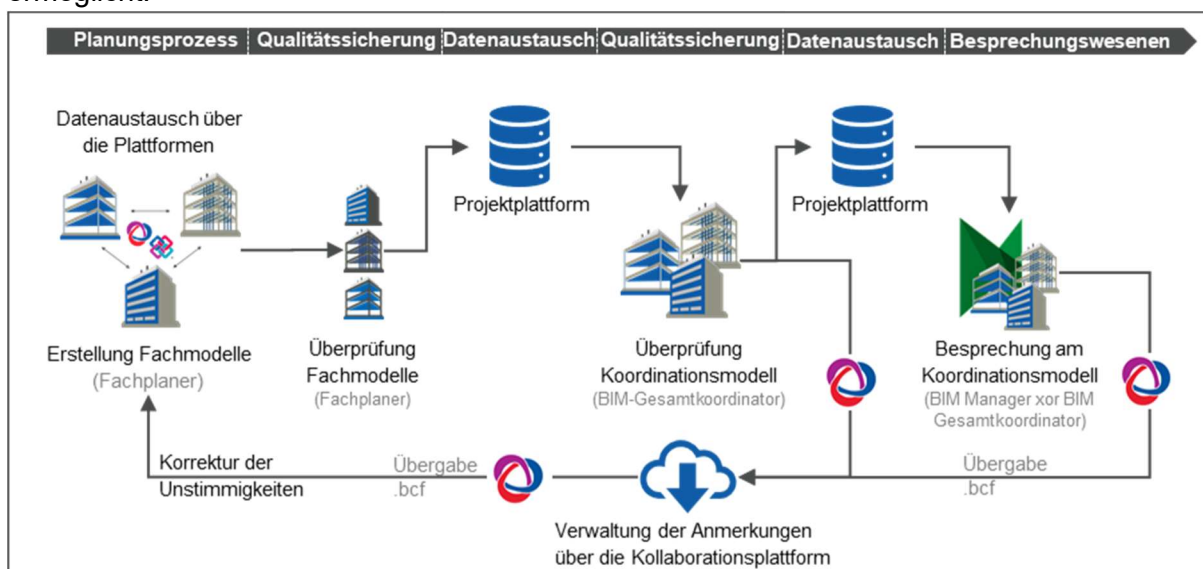 ermöglicht.
Planungsprozess Qualitätssicherung Datenaustausch Qualitätssicherung Datenaustausch Besprechungswesenen
Datenaustausch über
die Plattformen
Projektplattform
Projektplattform
Erstellung Fachmodelle
(Fachplaner)
Überprüfung
Fachmodelle
(Fachplaner)
Überprüfung
Koordinationsmodell
(BIM-Gesamtkoordinator)
Besprechung am
Koordinationsmodell
(BIM Manager xor BIM
Gesamtkoordinator)
Korrektur der
Unstimmigkeiten
Übergabe
.bcf
Übergabe
.bcf
Verwaltung der Anmerkungen
über die Kollaborationsplattform